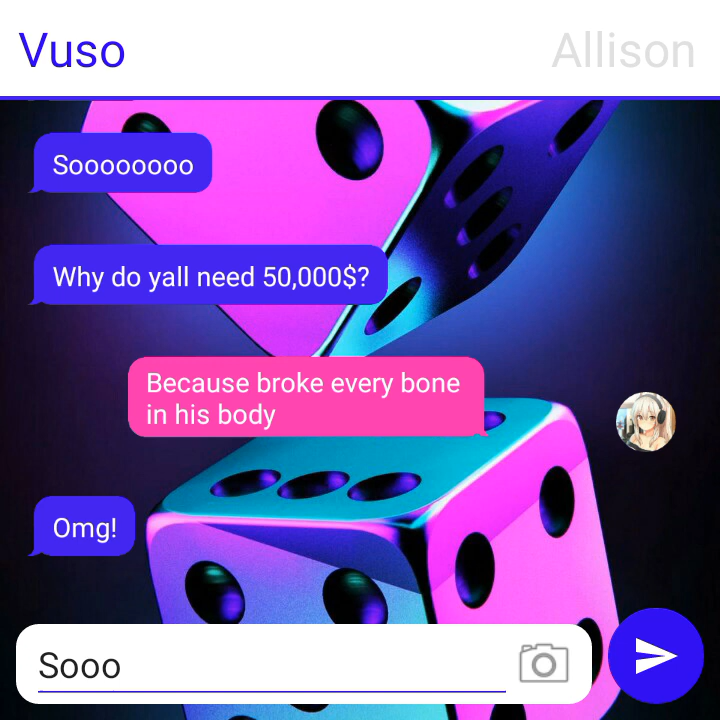 Vuso
Allison
Soooooooo
Why do yall need 50,000$?
Because broke every bone
in his body
Omg!
Sooo